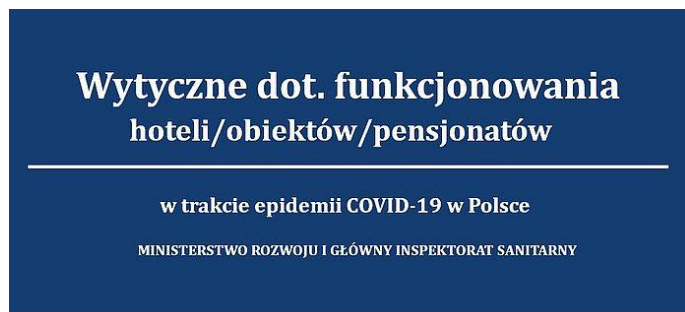 Wytyczne dot. funkcjonowania
hoteli/obiektów/pensjonatów
w trakcie epidemii COVID-19 w Polsce
MINISTERSTWO ROZWOJU I GŁÓWNY INSPEKTORAT SANITARNY